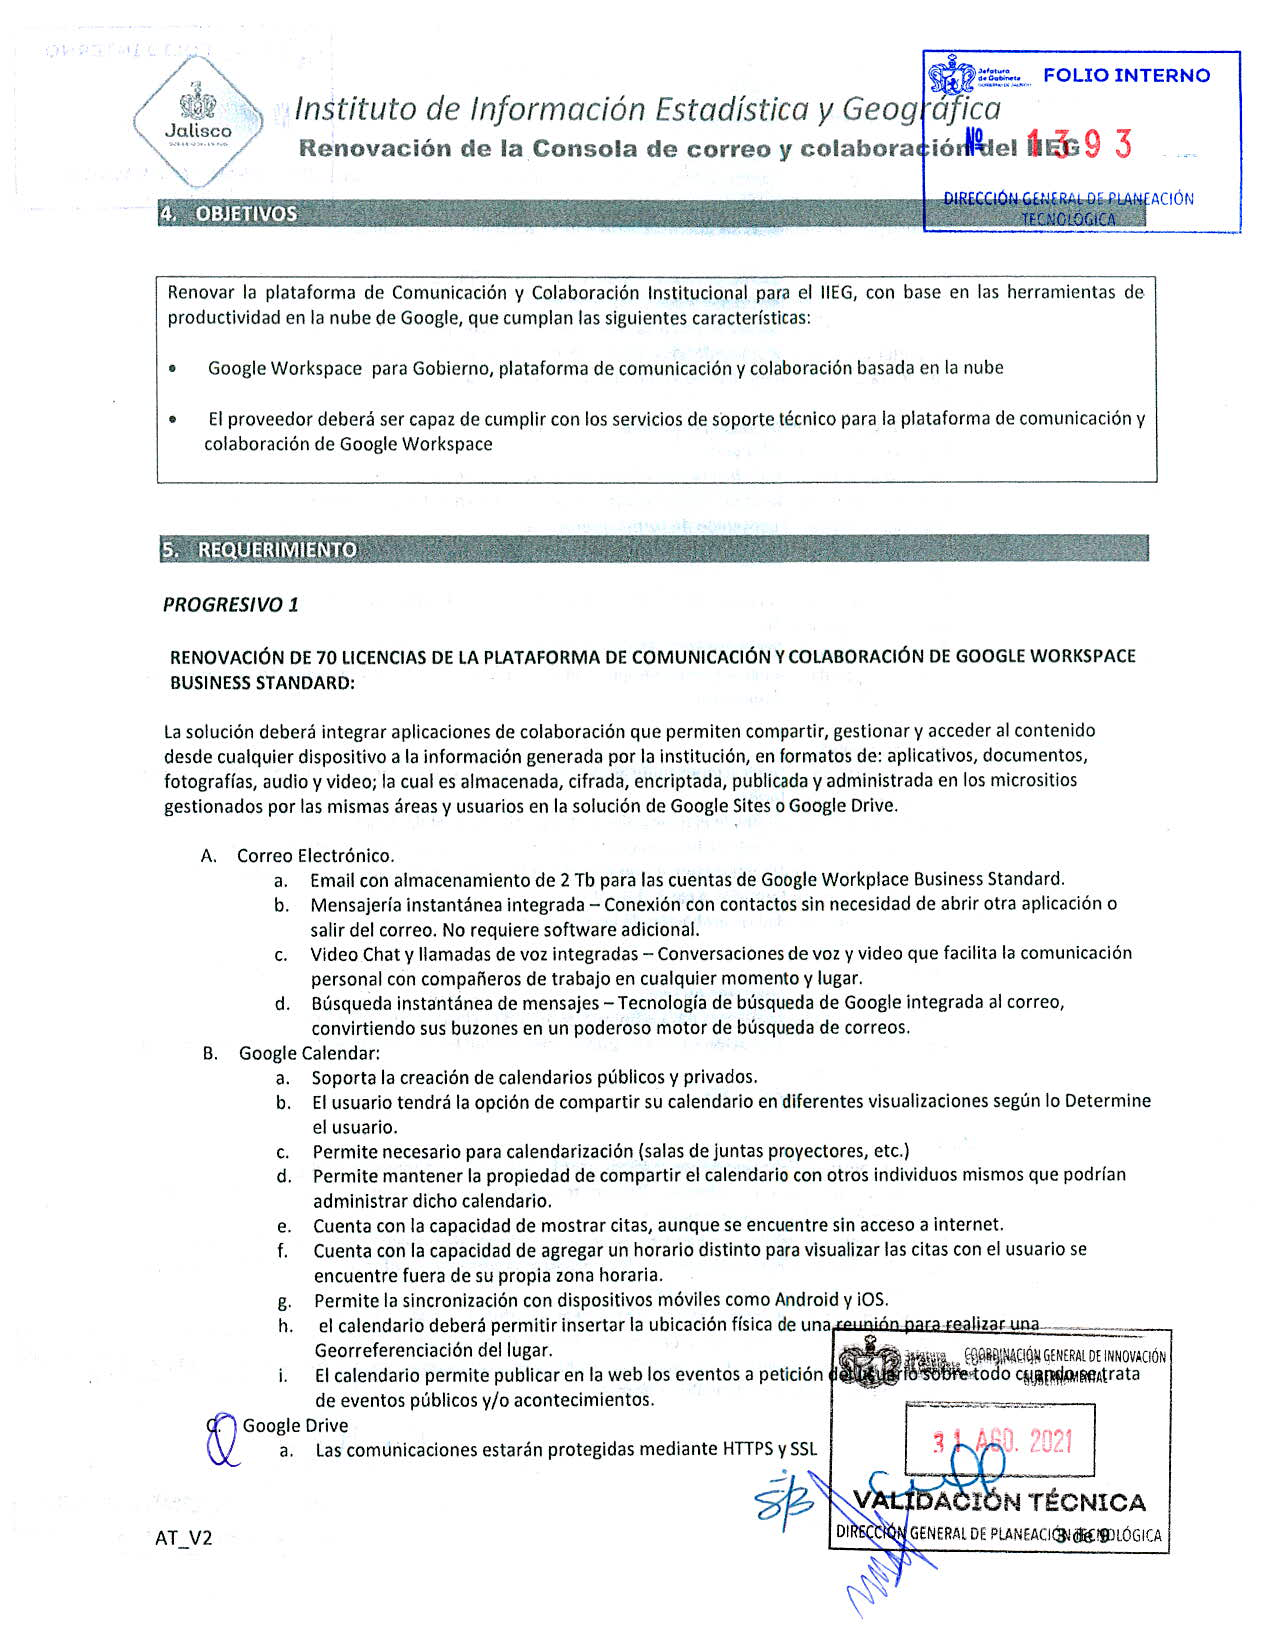 Jalisco
Instituto de Información Estadística y Geográfica
Renovación de la Consola de correo y colaboración del IIEG
Jefatura
de Gabinete
FOLIO INTERNO
Nº 1393
DIRECCIÓN GENERAL DE PLANEACIÓN
TECNOLÓGICA
4. OBJETIVOS
Renovar la plataforma de Comunicación y Colaboración Institucional para el IIEG, con base en las herramientas de
productividad en la nube de Google, que cumplan las siguientes características:
• Google Workspace para Gobierno, plataforma de comunicación y colaboración basada en la nube
• El proveedor deberá ser capaz de cumplir con los servicios de soporte técnico para la plataforma de comunicación y
colaboración de Google Workspace
5. REQUERIMIENTO
PROGRESIVO 1
RENOVACIÓN DE 70 LICENCIAS DE LA PLATAFORMA DE COMUNICACIÓN Y COLABORACIÓN DE GOOGLE WORKSPACE
BUSINESS STANDARD:
La solución deberá integrar aplicaciones de colaboración que permiten compartir, gestionar y acceder al contenido
desde cualquier dispositivo a la información generada por la institución, en formatos de: aplicativos, documentos,
fotografías, audio y video; la cual es almacenada, cifrada, encriptada, publicada y administrada en los micrositios
gestionados por las mismas áreas y usuarios en la solución de Google Sites o Google Drive.
A. Correo Electrónico.
a. Email con almacenamiento de 2 Tb para las cuentas de Google Workplace Business Standard.
b. Mensajería instantánea integrada – Conexión con contactos sin necesidad de abrir otra aplicación o
salir del correo. No requiere software adicional.
c. Video Chat y llamadas de voz integradas – Conversaciones de voz y video que facilita la comunicación
personal con compañeros de trabajo en cualquier momento y lugar.
d. Búsqueda instantánea de mensajes – Tecnología de búsqueda de Google integrada al correo,
convirtiendo sus buzones en un poderoso motor de búsqueda de correos.
B. Google Calendar:
a. Soporta la creación de calendarios públicos y privados.
b. El usuario tendrá la opción de compartir su calendario en diferentes visualizaciones según lo Determine
el usuario.
c. Permite necesario para calendarización (salas de juntas proyectores, etc.)
d. Permite mantener la propiedad de compartir el calendario con otros individuos mismos que podrían
administrar dicho calendario.
e. Cuenta con la capacidad de mostrar citas, aunque se encuentre sin acceso a internet.
f. Cuenta con la capacidad de agregar un horario distinto para visualizar las citas con el usuario se
encuentre fuera de su propia zona horaria.
g. Permite la sincronización con dispositivos móviles como Android y iOS.
h. el calendario deberá permitir insertar la ubicación física de una reunión para realizar una
Georreferenciación del lugar.
i. El calendario permite publicar en la web los eventos a petición del usuario sobre todo cuando se trata
de eventos públicos y/o acontecimientos.
C. Google Drive
a. Las comunicaciones estarán protegidas mediante HTTPS y SSL
COORDINACIÓN GENERAL DE INNOVACIÓN
GUBERNAMENTAL
31 AGO. 2021
VALIDACIÓN TÉCNICA
DIRECCIÓN GENERAL DE PLANEACIÓN TECNOLÓGICA
AT_V2
3 de 9